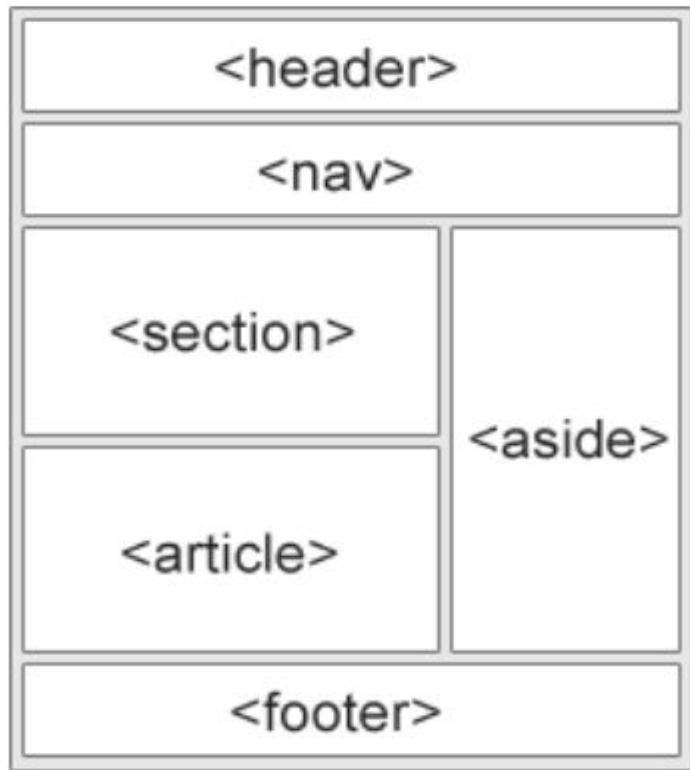 <header>
<nav>
<section>
<aside>
<article>
<footer>